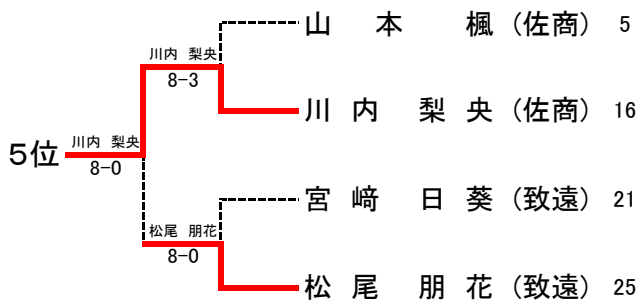 山 本 楓 (佐商) 5
川内 梨央
8-3
川 内 梨 央 (佐商) 16
5位
川内 梨央
8-0
宮 﨑 日 葵 (致遠) 21
松尾 朋花
8-0
松 尾 朋 花 (致遠) 25